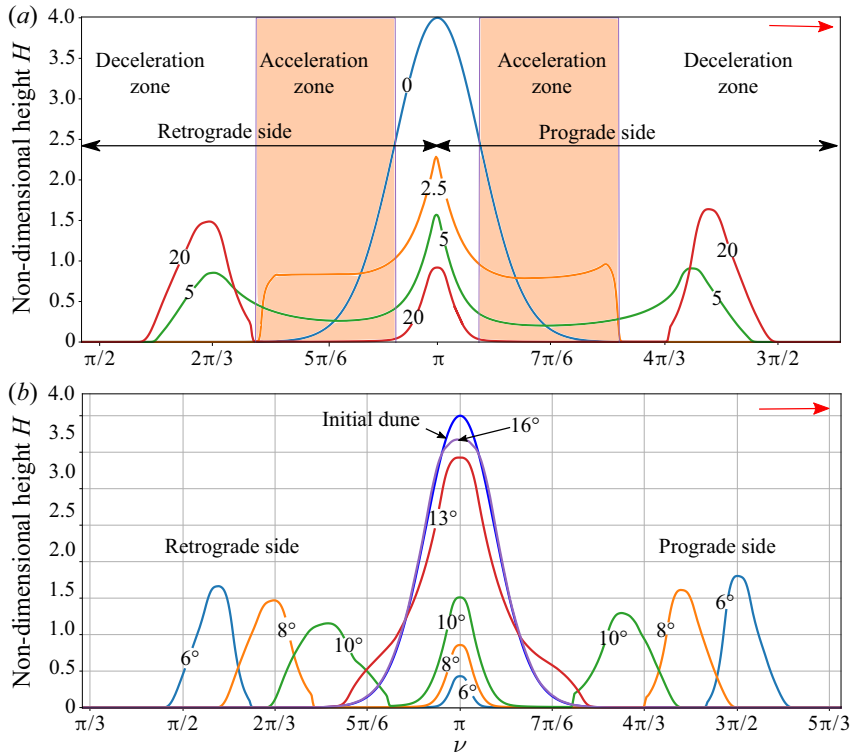 (a)
Non-dimensional height H
4.0
3.5
3.0
2.5
2.0
1.5
1.0
0.5
0
Deceleration
zone
Acceleration
zone
Acceleration
zone
Deceleration
zone
0
Retrograde side
Prograde side
2.5
5
20
20
5
20
5
π/2
2π/3
5π/6
π
7π/6
4π/3
3π/2
(b)
Non-dimensional height H
4.0
3.5
3.0
2.5
2.0
1.5
1.0
0.5
0
Initial dune
16°
13°
Retrograde side
Prograde side
6°
8°
10°
10°
8°
6°
10°
8°
6°
π/3
π/2
2π/3
5π/6
π
7π/6
4π/3
3π/2
5π/3
ν